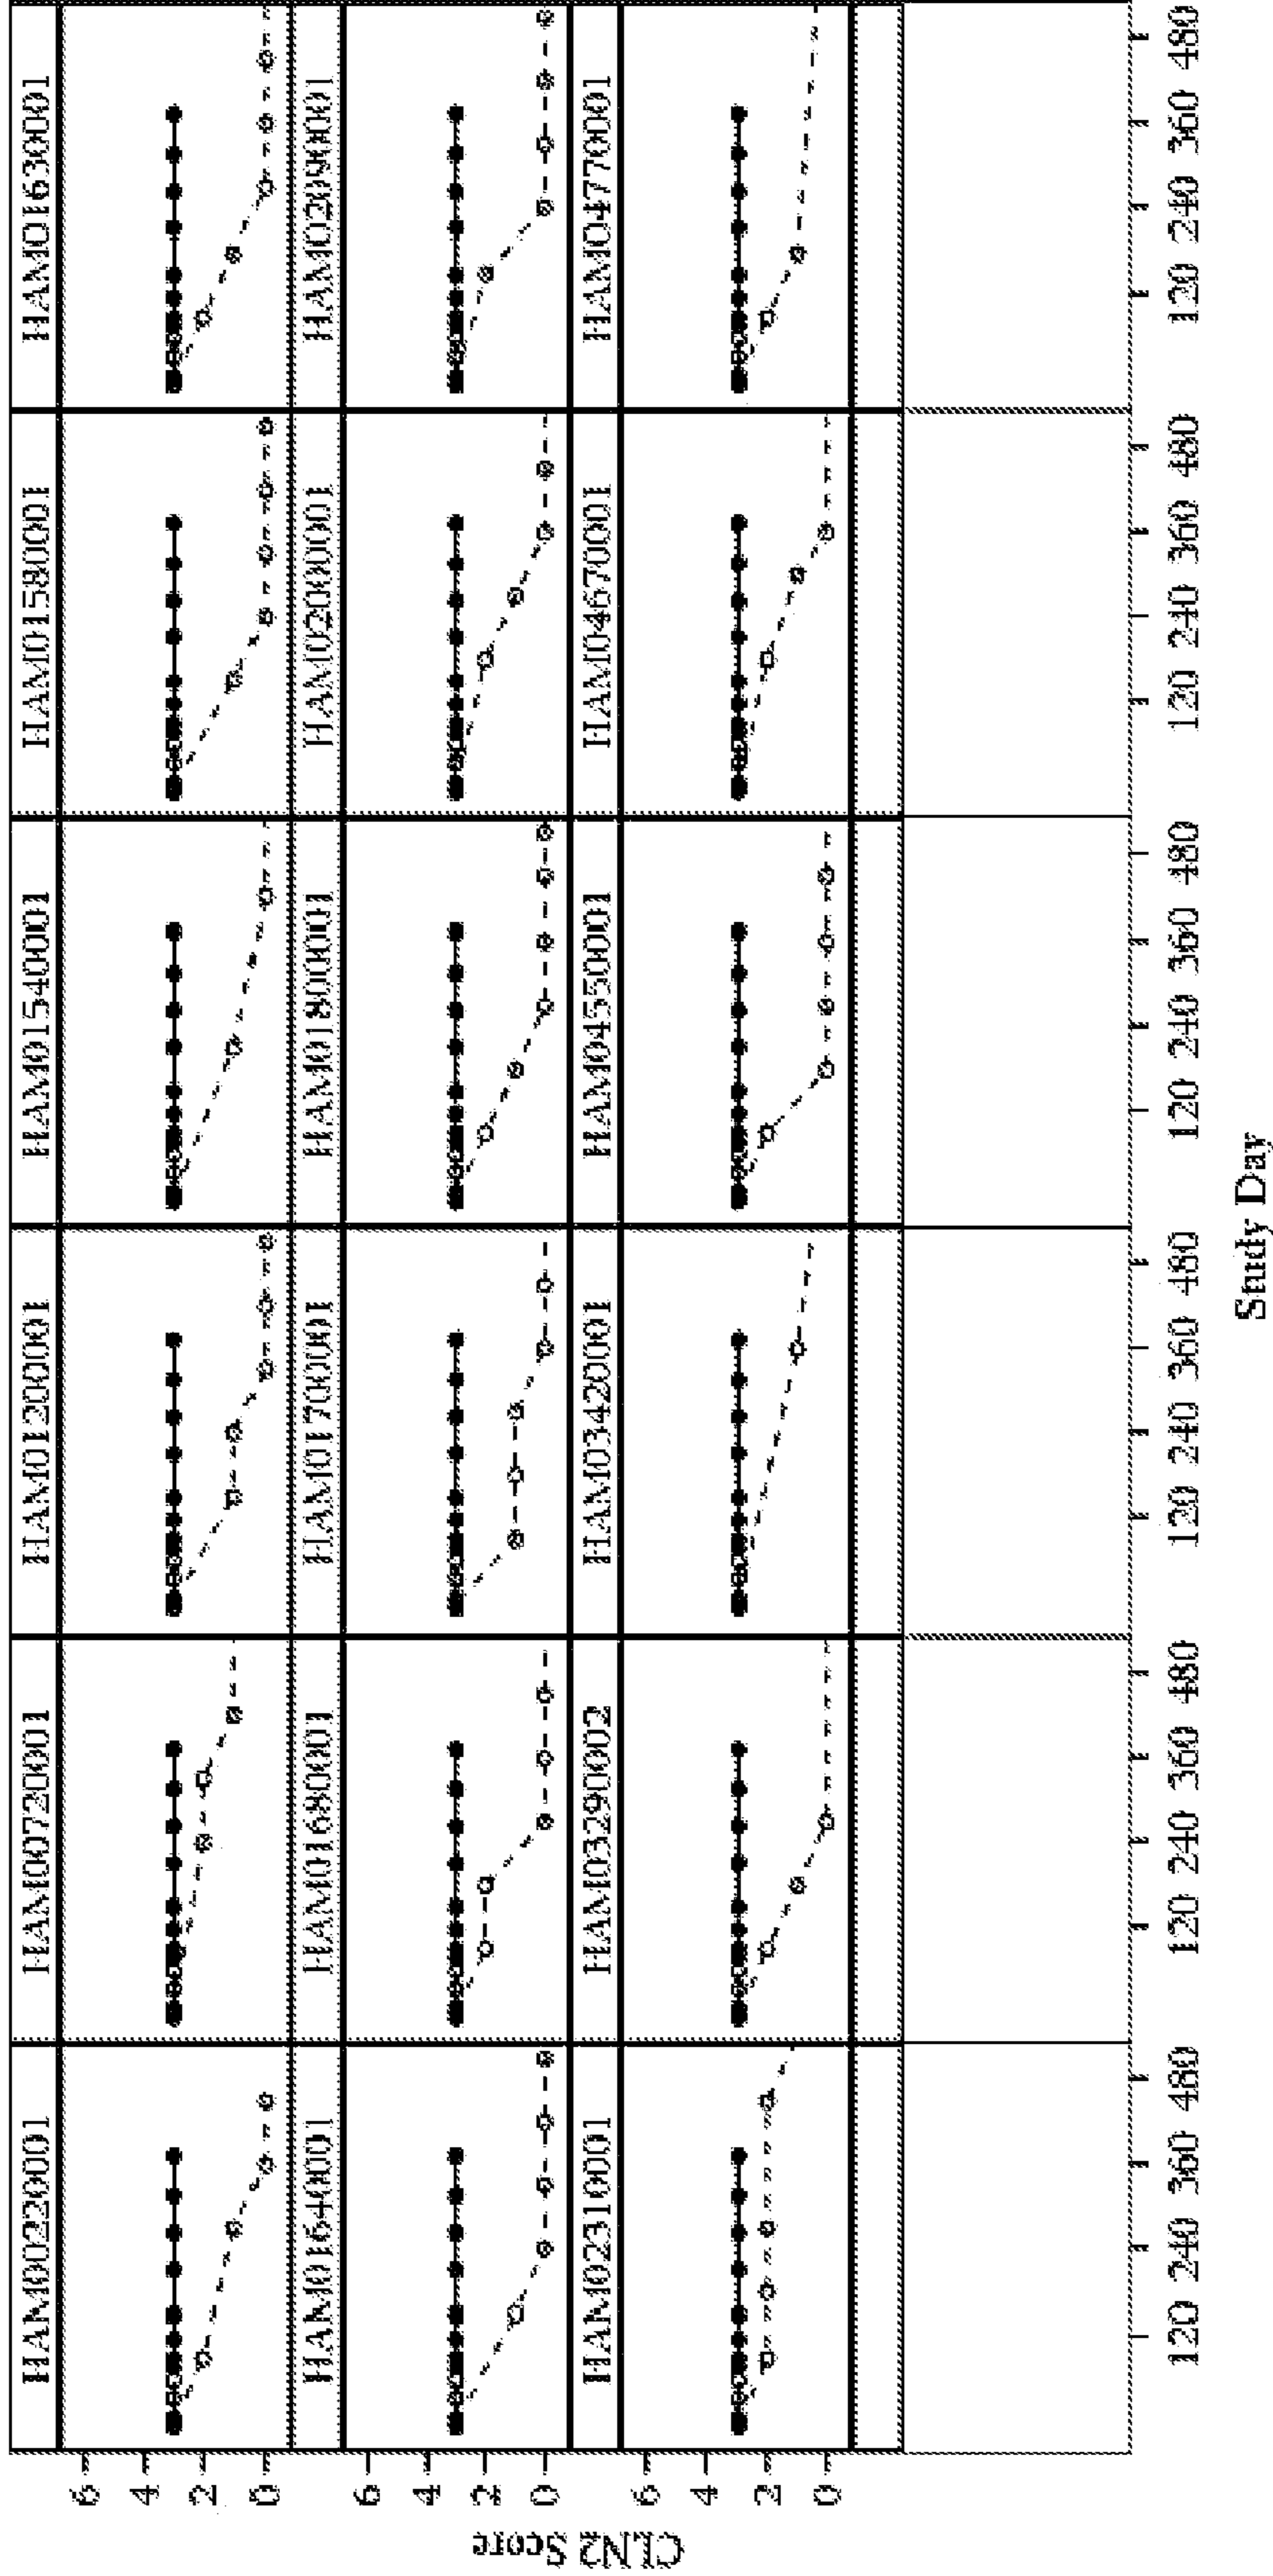 HAM00220001 HAM00720001 HAM01200001 HAM01540001 HAM01580001 HAM01630001
6
4
2
0
HAM01640001 HAM01680001 HAM01700001 HAM01800001 HAM02000001 HAM02090001
6
4
2
0
HAM02310001 HAM03290002 HAM03420001 HAM04550001 HAM04670001 HAM04770001
6
4
2
0
CLN2 Score
120 240 360 480 120 240 360 480 120 240 360 480 120 240 360 480 120 240 360 480 120 240 360 480
Study Day